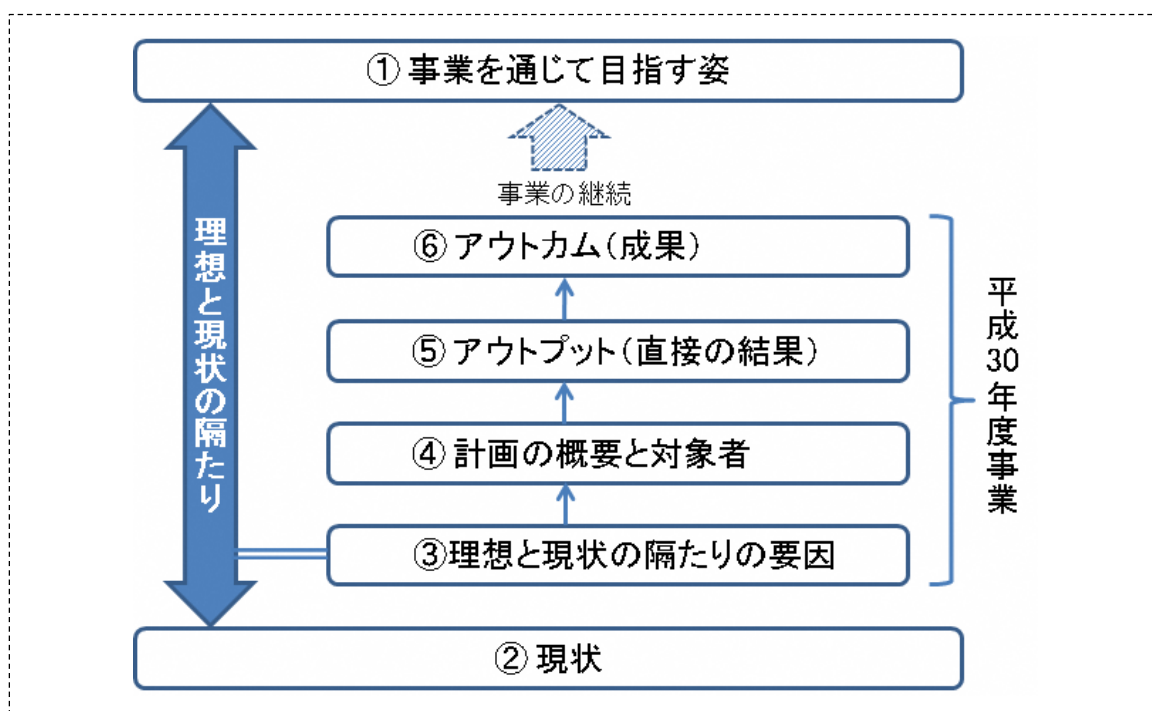 ①事業を通じて目指す姿
事業の継続
理想と現状の隔たり
⑥アウトカム(成果)
⑤アウトプット(直接の結果)
④計画の概要と対象者
③理想と現状の隔たりの要因
平成30年度事業
②現状